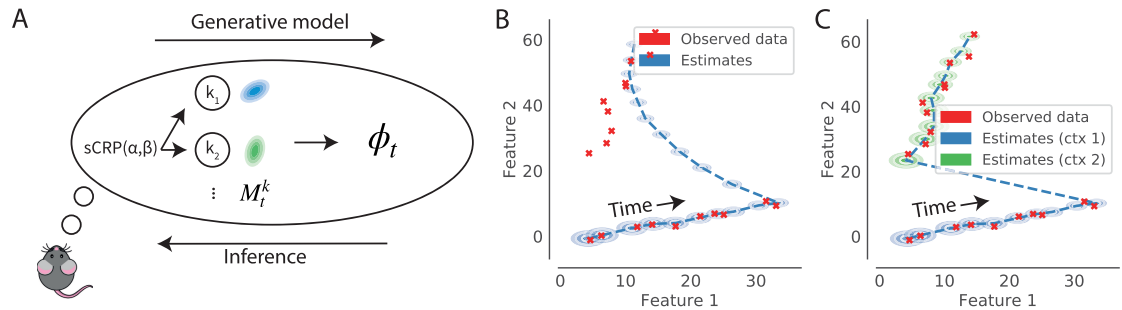 A
Generative model
k1
sCRP(α,β)
k2
ϕt
⋮ Mtk
Inference
B
Observed data
Estimates
60
40
20
0
Feature 2
Time
0 10 20 30
Feature 1
C
60
40
20
0
Feature 2
Observed data
Estimates (ctx 1)
Estimates (ctx 2)
Time
0 10 20 30
Feature 1